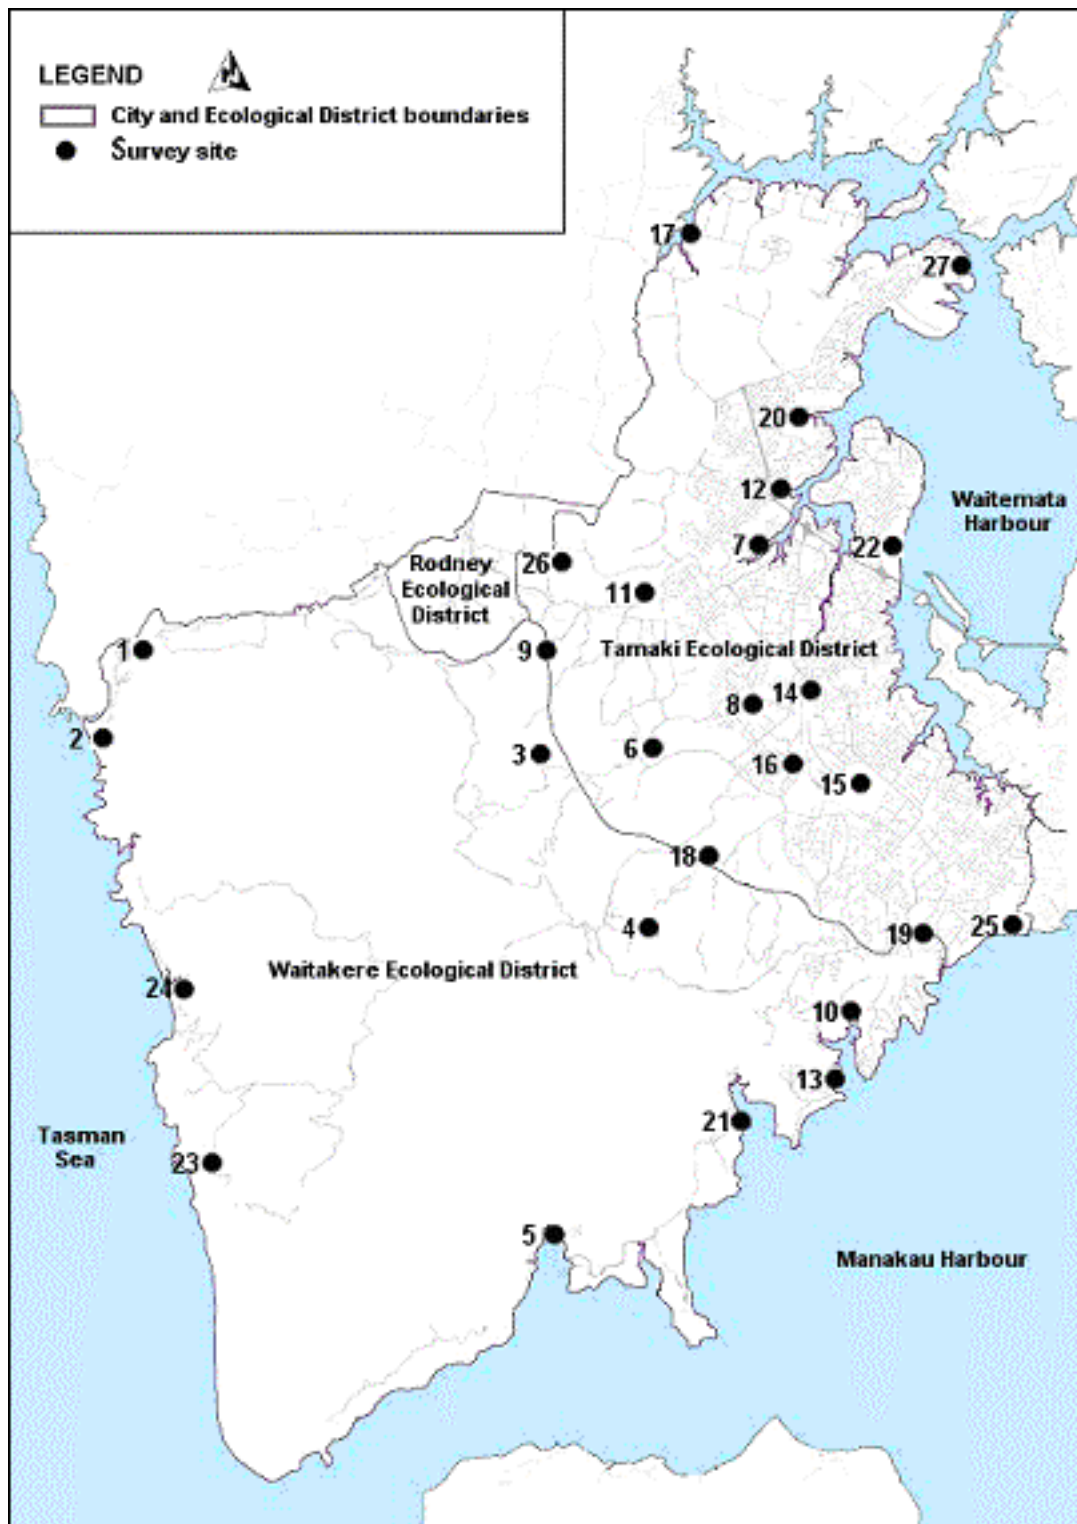 LEGEND
N
City and Ecological District boundaries
Survey site
17
27
20
12
Waitemata
Harbour
7
22
26
Rodney
Ecological
District
11
1
9
Tamaki Ecological District
14
8
2
3
6
16
15
18
4
19
25
Waitakere Ecological District
24
10
13
21
Tasman
Sea
23
5
Manakau Harbour